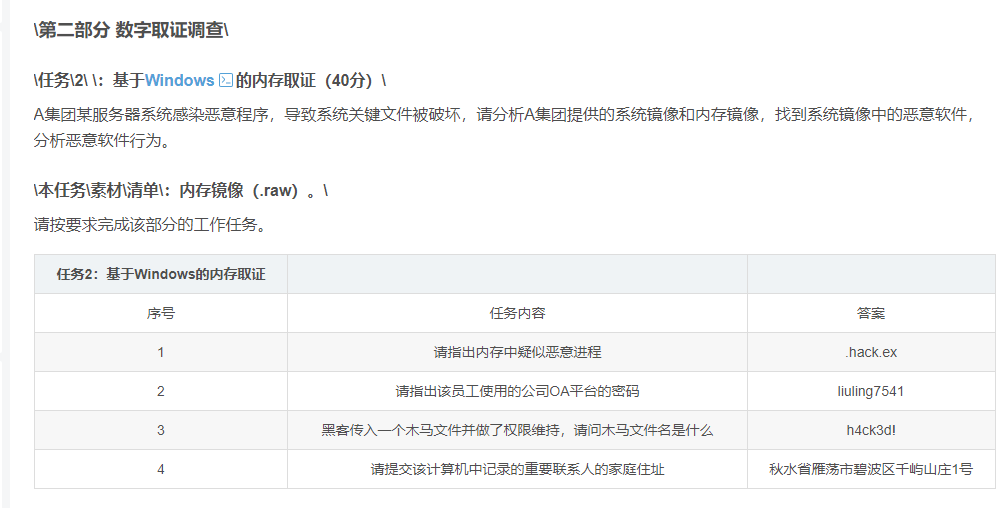 \第二部分 数字取证调查\
\任务\2\ \：基于Windows的内存取证（40分）\
A集团某服务器系统感染恶意程序，导致系统关键文件被破坏，请分析A集团提供的系统镜像和内存镜像，找到系统镜像中的恶意软件，
分析恶意软件行为。
\本任务\素材\清单\：内存镜像（.raw）。\
请按要求完成该部分的工作任务。
任务2：基于Windows的内存取证
序号 任务内容 答案
1 请指出内存中疑似恶意进程 .hack.ex
2 请指出该员工使用的公司OA平台的密码 liuling7541
3 黑客传入一个木马文件并做了权限维持，请问木马文件名是什么 h4ck3d!
4 请提交该计算机中记录的重要联系人的家庭住址 秋水省雁荡市碧波区千屿山庄1号